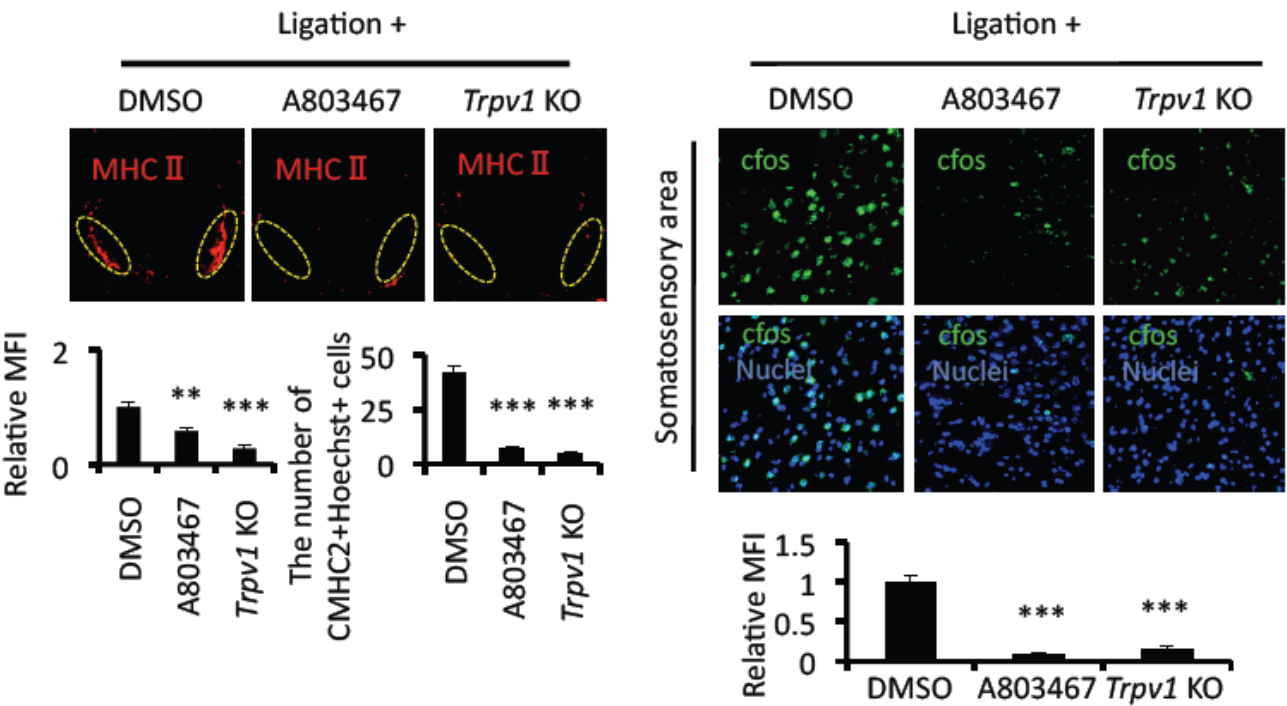 Ligation +
DMSO A803467 Trpv1 KO
MHC II MHC II MHC II
Relative MFI
2
** ***
0
DMSO
A803467
Trpv1 KO
The number of
CMHC2+Hoechst+ cells
50
25
*** ***
0
DMSO
A803467
Trpv1 KO
Ligation +
DMSO A803467 Trpv1 KO
Somatosensory area
cfos cfos cfos
cfos cfos cfos
Nuclei Nuclei Nuclei
Relative MFI
1.5
1
0.5
*** ***
0
DMSO A803467 Trpv1 KO